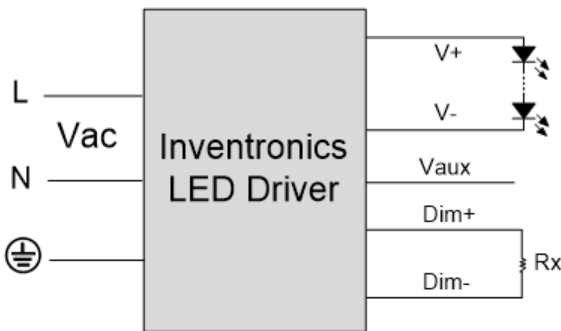 L
Vac
N
Inventronics
LED Driver
V+
V-
Vaux
Dim+
Rx
Dim-